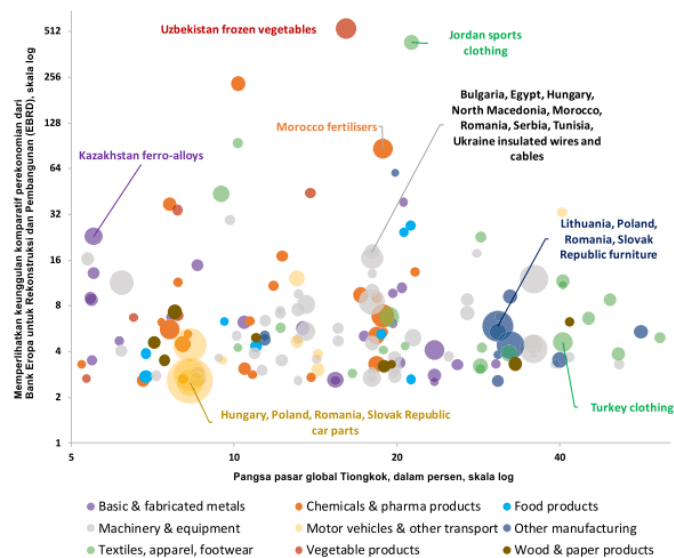 Memperlihatkan keunggulan komparatif perekonomian dari
Bank Eropa untuk Rekonstruksi dan Pembangunan (EBRD), skala log
512
256
128
64
32
16
8
4
2
1
Uzbekistan frozen vegetables
Jordan sports
clothing
Bulgaria, Egypt, Hungary,
North Macedonia, Morocco,
Romania, Serbia, Tunisia,
Ukraine insulated wires and
cables
Morocco fertilisers
Kazakhstan ferro-alloys
Lithuania, Poland,
Romania, Slovak
Republic furniture
Hungary, Poland, Romania, Slovak Republic
car parts
Turkey clothing
5
10
20
40
Pangsa pasar global Tiongkok, dalam persen, skala log
Basic & fabricated metals
Chemicals & pharma products
Food products
Machinery & equipment
Motor vehicles & other transport
Other manufacturing
Textiles, apparel, footwear
Vegetable products
Wood & paper products